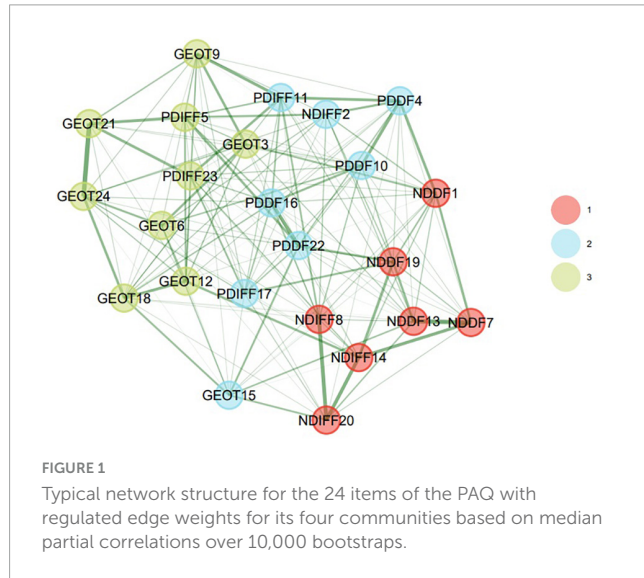 GEOT9
PDIFF11
PDDF4
NDIFF2
PDIFF5
GEOT21
GEOT3
PDDF10
PDIFF23
NDDF1
GEOT24
PDDF16
1
GEOT6
2
PDDF22
NDDF19
3
GEOT12
PDIFF17
GEOT18
NDIFF8
NDDF13
NDDF7
NDIFF14
GEOT15
NDIFF20
FIGURE 1
Typical network structure for the 24 items of the PAQ with
regulated edge weights for its four communities based on median
partial correlations over 10,000 bootstraps.